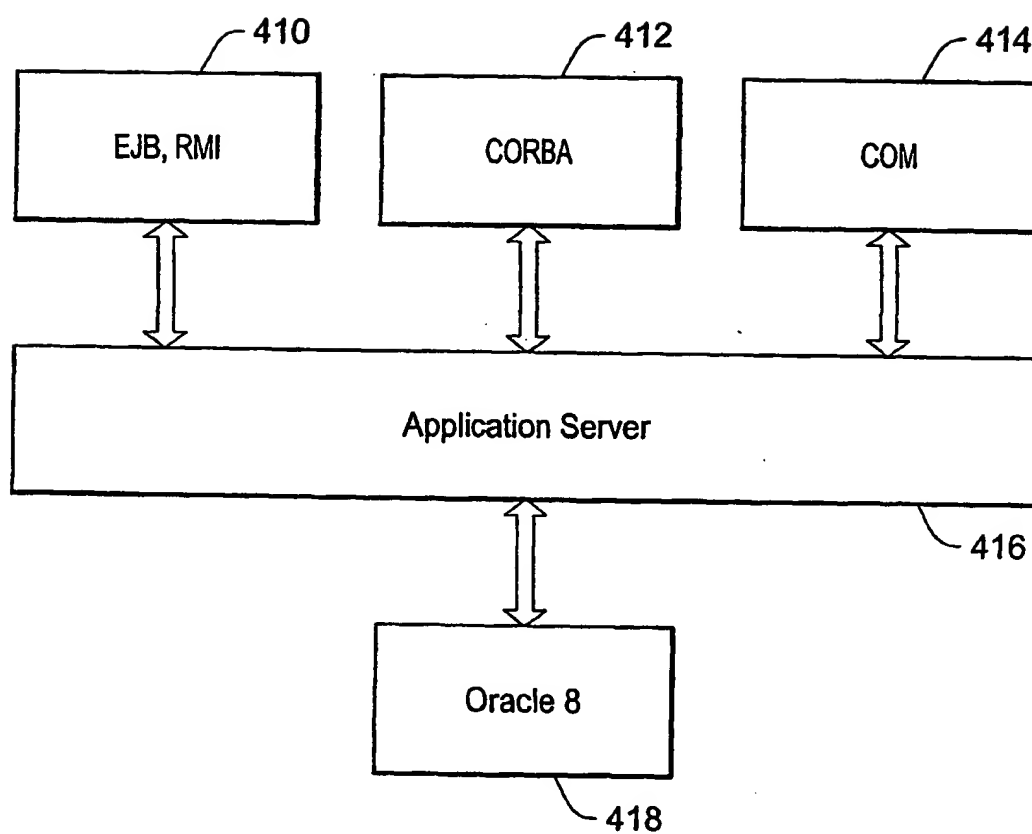 410
412
414
EJB, RMI
CORBA
COM
Application Server
416
Oracle 8
418